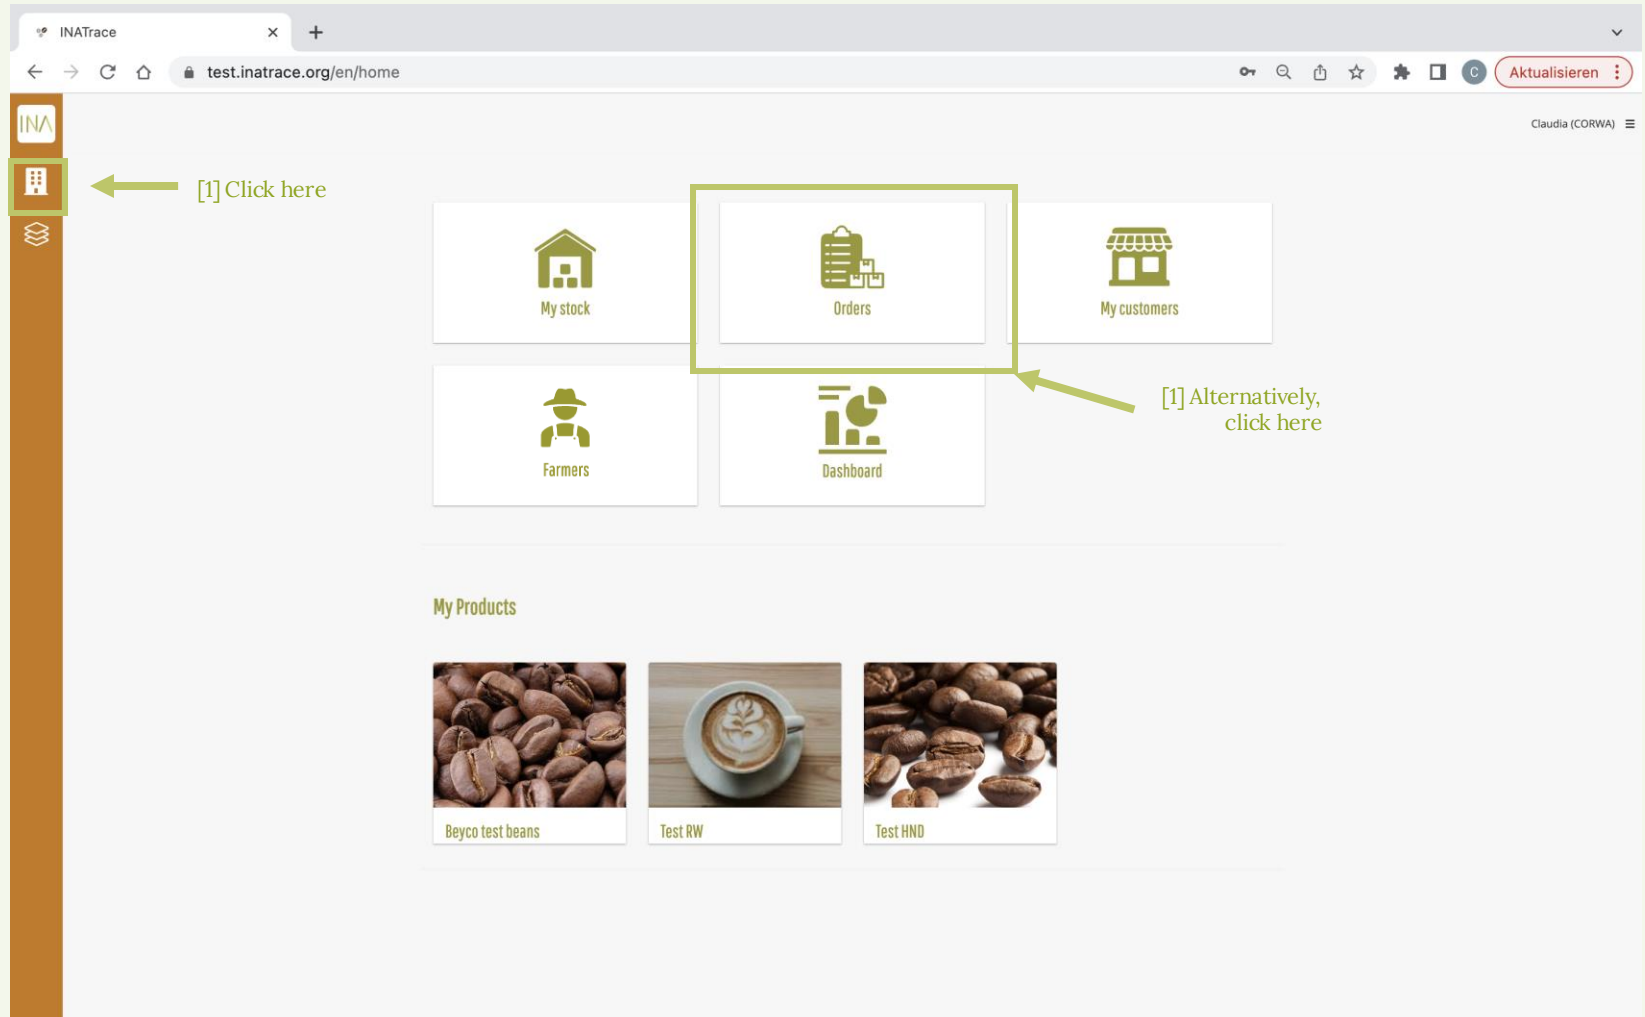 INATrace
test.inatrace.org/en/home
C
Aktualisieren
INA
Claudia (CORWA)
[1] Click here
My stock
Orders
My customers
[1] Alternatively,
click here
Farmers
Dashboard
My Products
Beyco test beans
Test RW
Test HND